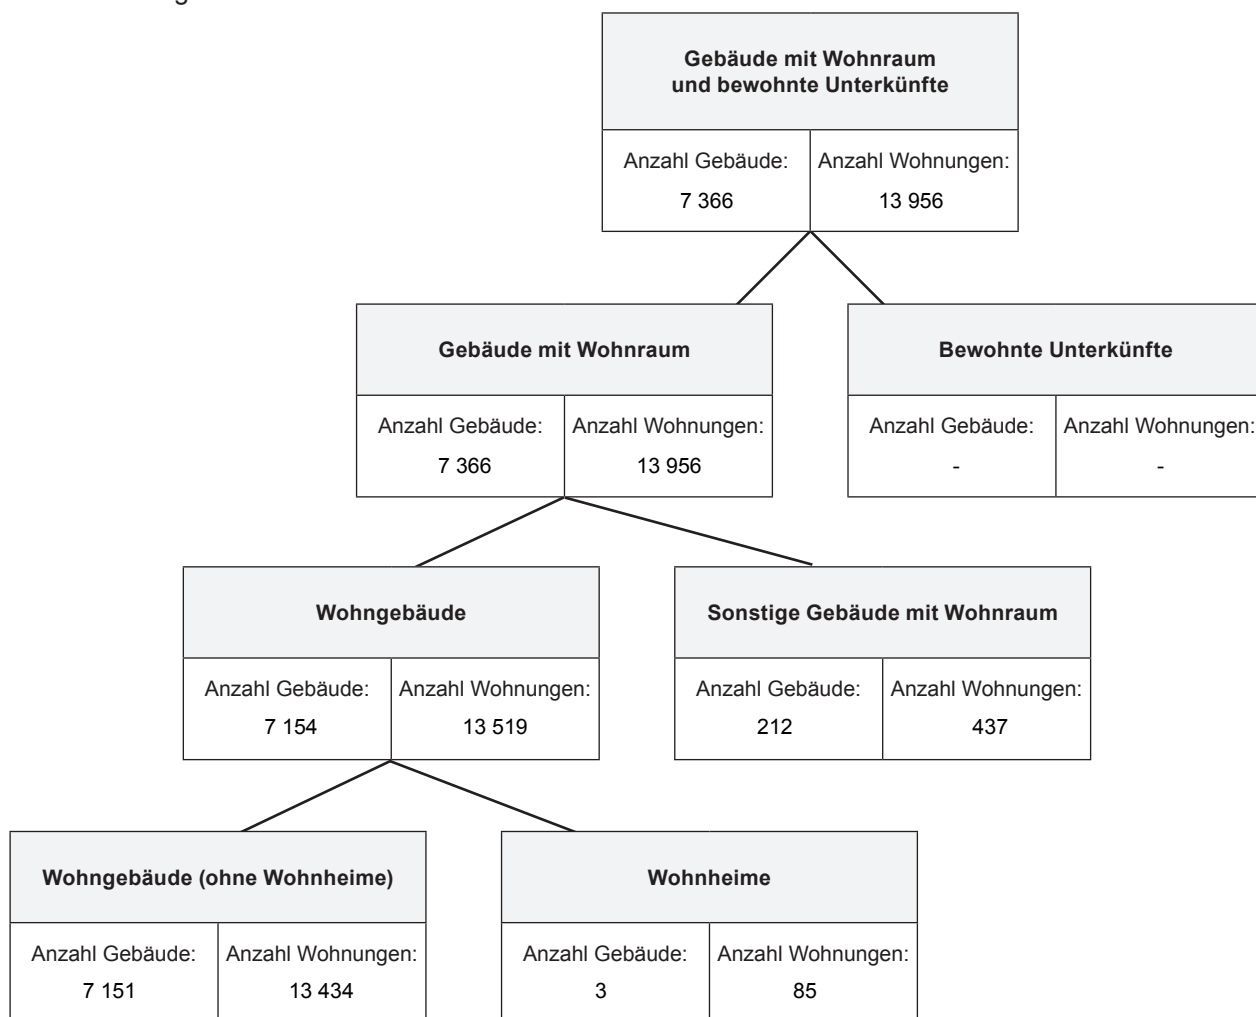 Gebäude mit Wohnraum
und bewohnte Unterkünfte
Anzahl Gebäude: Anzahl Wohnungen:
7 366 13 956
Gebäude mit Wohnraum
Anzahl Gebäude: Anzahl Wohnungen:
7 366 13 956
Bewohnte Unterkünfte
Anzahl Gebäude: Anzahl Wohnungen:
- -
Wohngebäude
Anzahl Gebäude: Anzahl Wohnungen:
7 154 13 519
Sonstige Gebäude mit Wohnraum
Anzahl Gebäude: Anzahl Wohnungen:
212 437
Wohngebäude (ohne Wohnheime)
Anzahl Gebäude: Anzahl Wohnungen:
7 151 13 434
Wohnheime
Anzahl Gebäude: Anzahl Wohnungen:
3 85